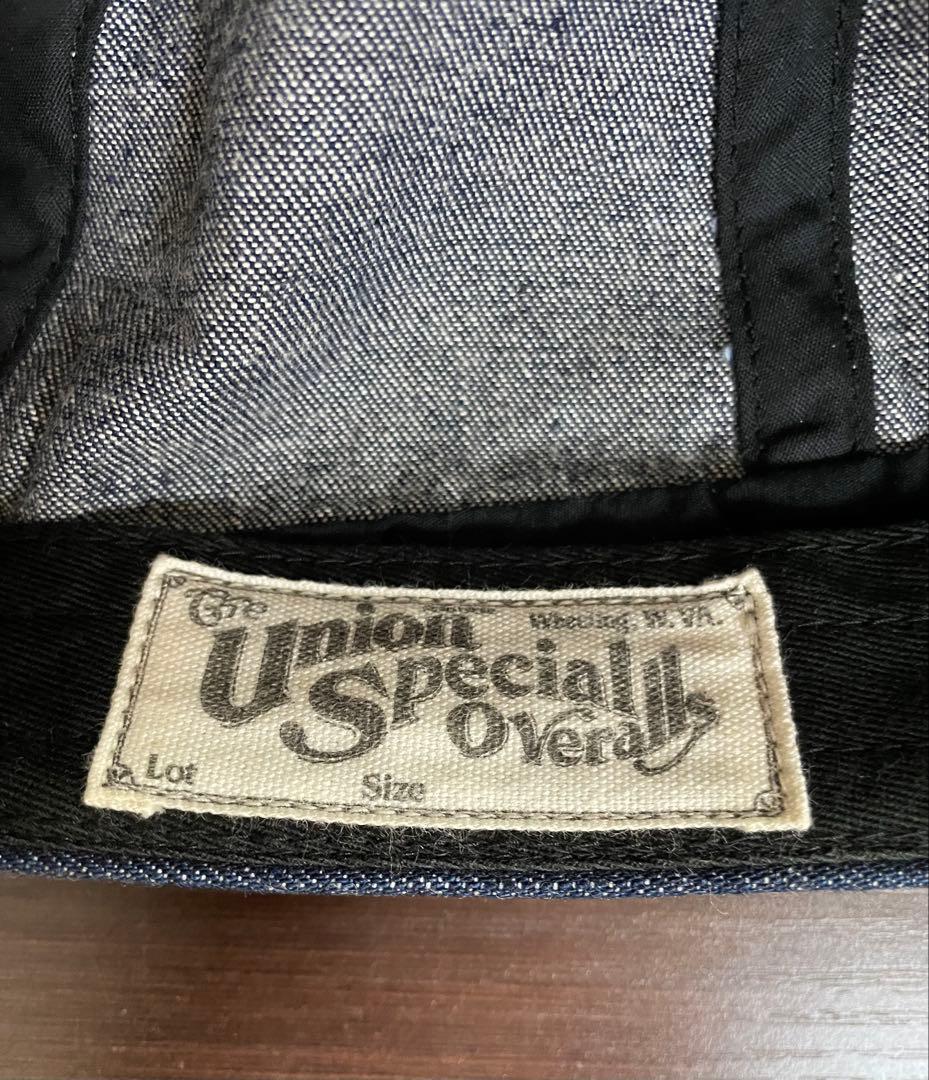 The Union Wheeling, W. VA.
Special
Overalls
Lot Size